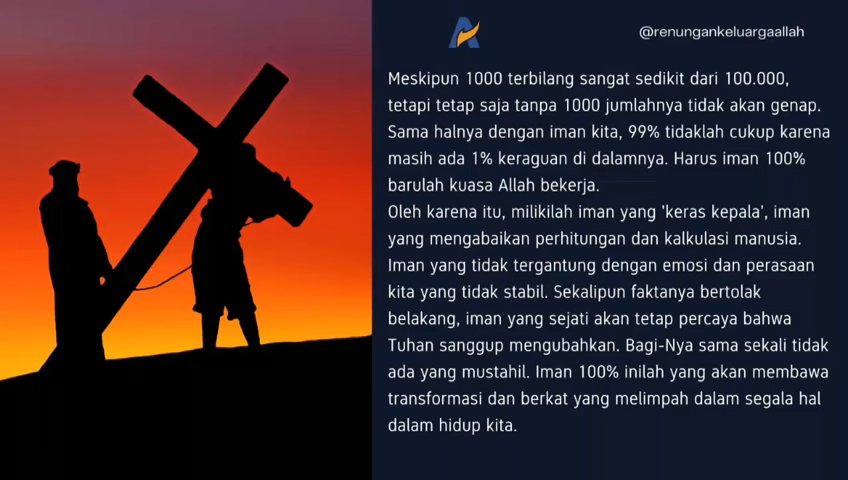 @renungankeluargaallah
Meskipun 1000 terbilang sangat sedikit dari 100.000,
tetapi tetap saja tanpa 1000 jumlahnya tidak akan genap.
Sama halnya dengan iman kita, 99% tidaklah cukup karena
masih ada 1% keraguan di dalamnya. Harus iman 100%
barulah kuasa Allah bekerja.
Oleh karena itu, milikilah iman yang 'keras kepala', iman
yang mengabaikan perhitungan dan kalkulasi manusia.
Iman yang tidak tergantung dengan emosi dan perasaan
kita yang tidak stabil. Sekalipun faktanya bertolak
belakang, iman yang sejati akan tetap percaya bahwa
Tuhan sanggup mengubahkan. Bagi-Nya sama sekali tidak
ada yang mustahil. Iman 100% inilah yang akan membawa
transformasi dan berkat yang melimpah dalam segala hal
dalam hidup kita.